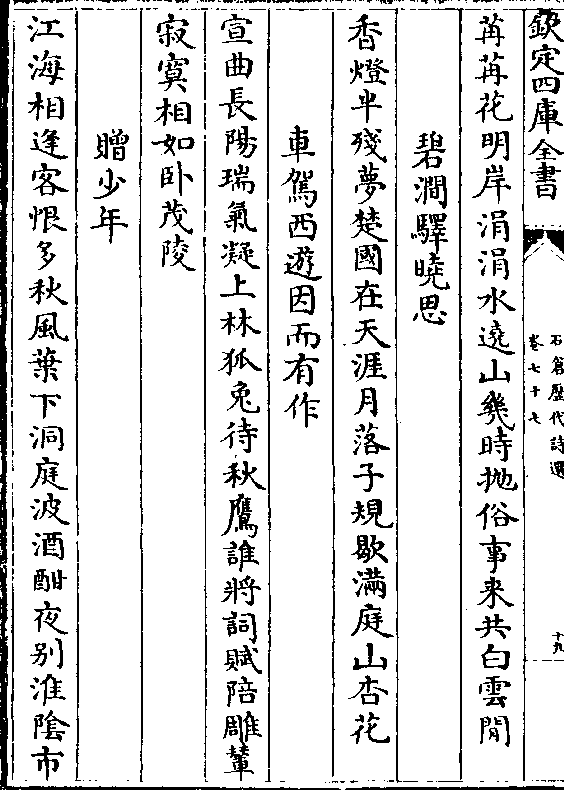 欽定四庫全書
石倉歷代詩選
卷七十七
十九
苒苒花明岸涓涓水遶山幾時抛俗事来共白雲閒
碧澗驛曉思
香燈半殘夢楚國在天涯月落子規歇滿庭山杏花
車駕西遊因而有作
宣曲長陽瑞氣凝上林狐兔待秋鷹誰將詞賦陪雕輦
寂寞相如卧茂陵
贈少年
江海相逢客恨多秋風葉下洞庭波酒酣夜别淮隂市